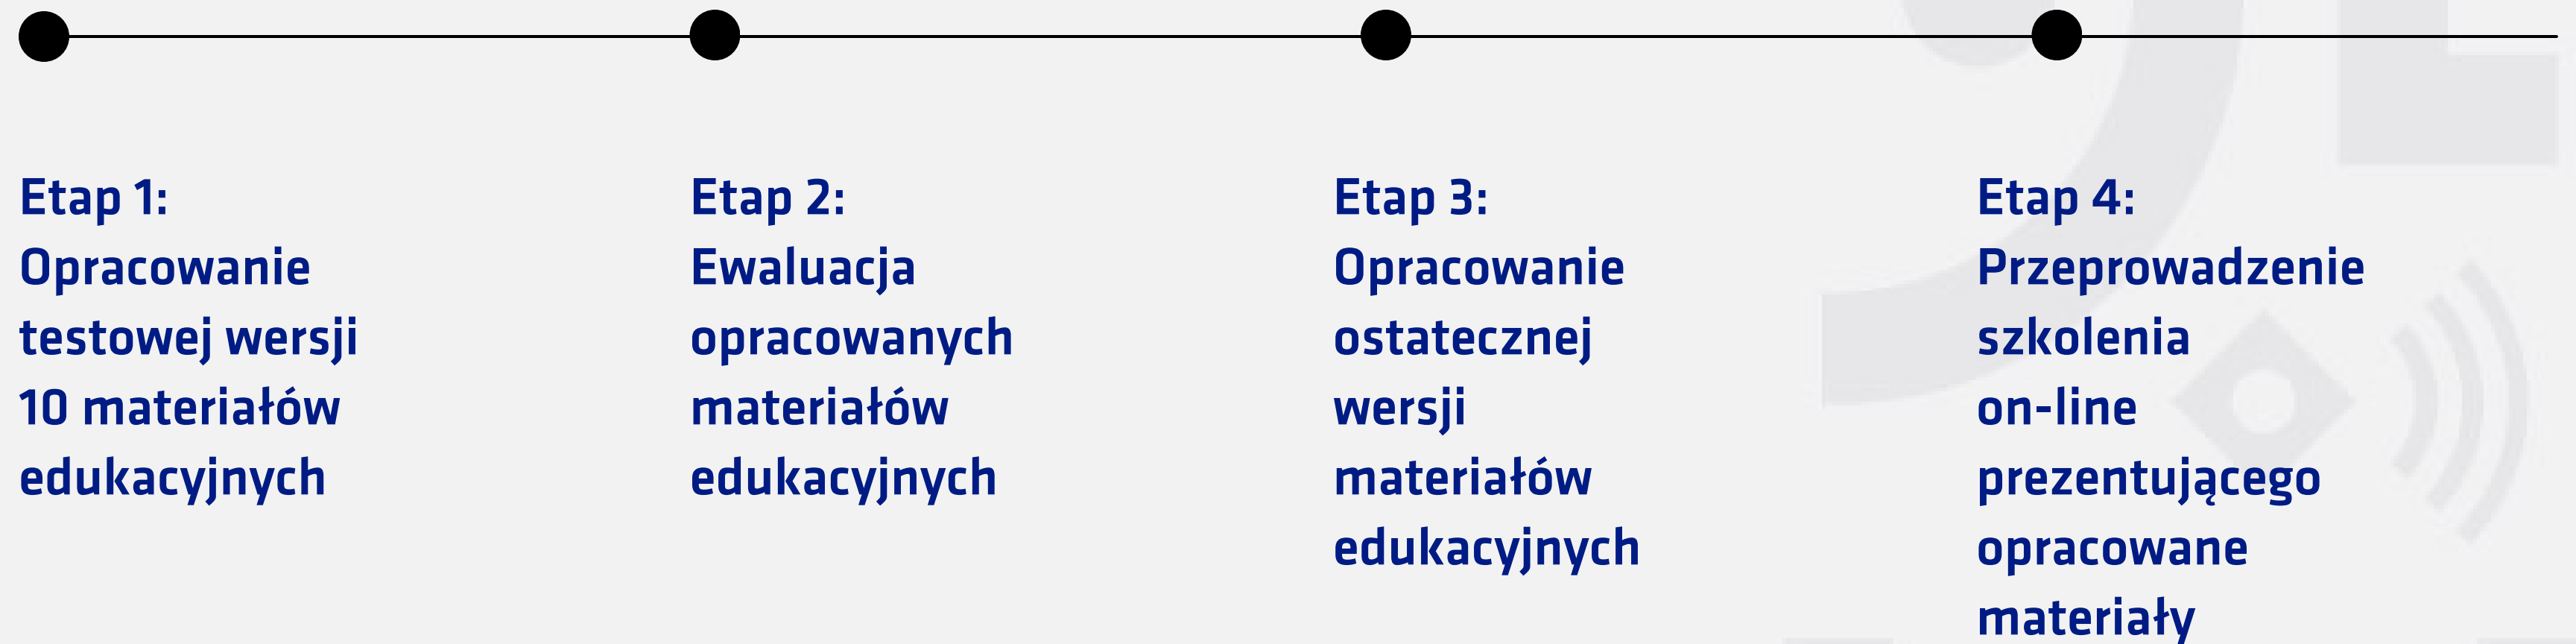 Etap 1:
Opracowanie
testowej wersji
10 materiałów
edukacyjnych
Etap 2:
Ewaluacja
opracowanych
materiałów
edukacyjnych
Etap 3:
Opracowanie
ostatecznej
wersji
materiałów
edukacyjnych
Etap 4:
Przeprowadzenie
szkolenia
on-line
prezentującego
opracowane
materiały